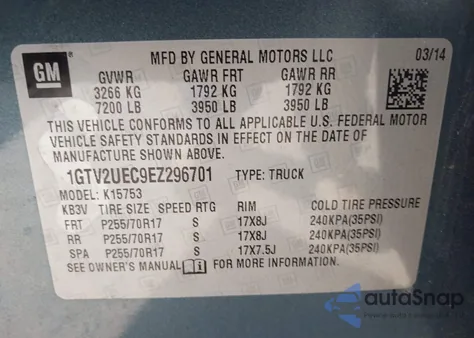 GM
MFD BY GENERAL MOTORS LLC 03/14
GVWR GAWR FRT GAWR RR
3266 KG 1792 KG 1792 KG
7200 LB 3950 LB 3950 LB
THIS VEHICLE CONFORMS TO ALL APPLICABLE U.S. FEDERAL MOTOR
VEHICLE SAFETY STANDARDS IN EFFECT ON THE DATE OF
MANUFACTURE SHOWN ABOVE.
1GTV2UEC9EZ296701 TYPE: TRUCK
MODEL: K15753
KB3V TIRE SIZE SPEED RTG RIM COLD TIRE PRESSURE
FRT P255/70R17 S 17X8J 240KPA(35PSI)
RR P255/70R17 S 17X8J 240KPA(35PSI)
SPA P255/70R17 S 17X7.5J 240KPA(35PSI)
SEE OWNER'S MANUAL FOR MORE INFORMATION.
autoSnap